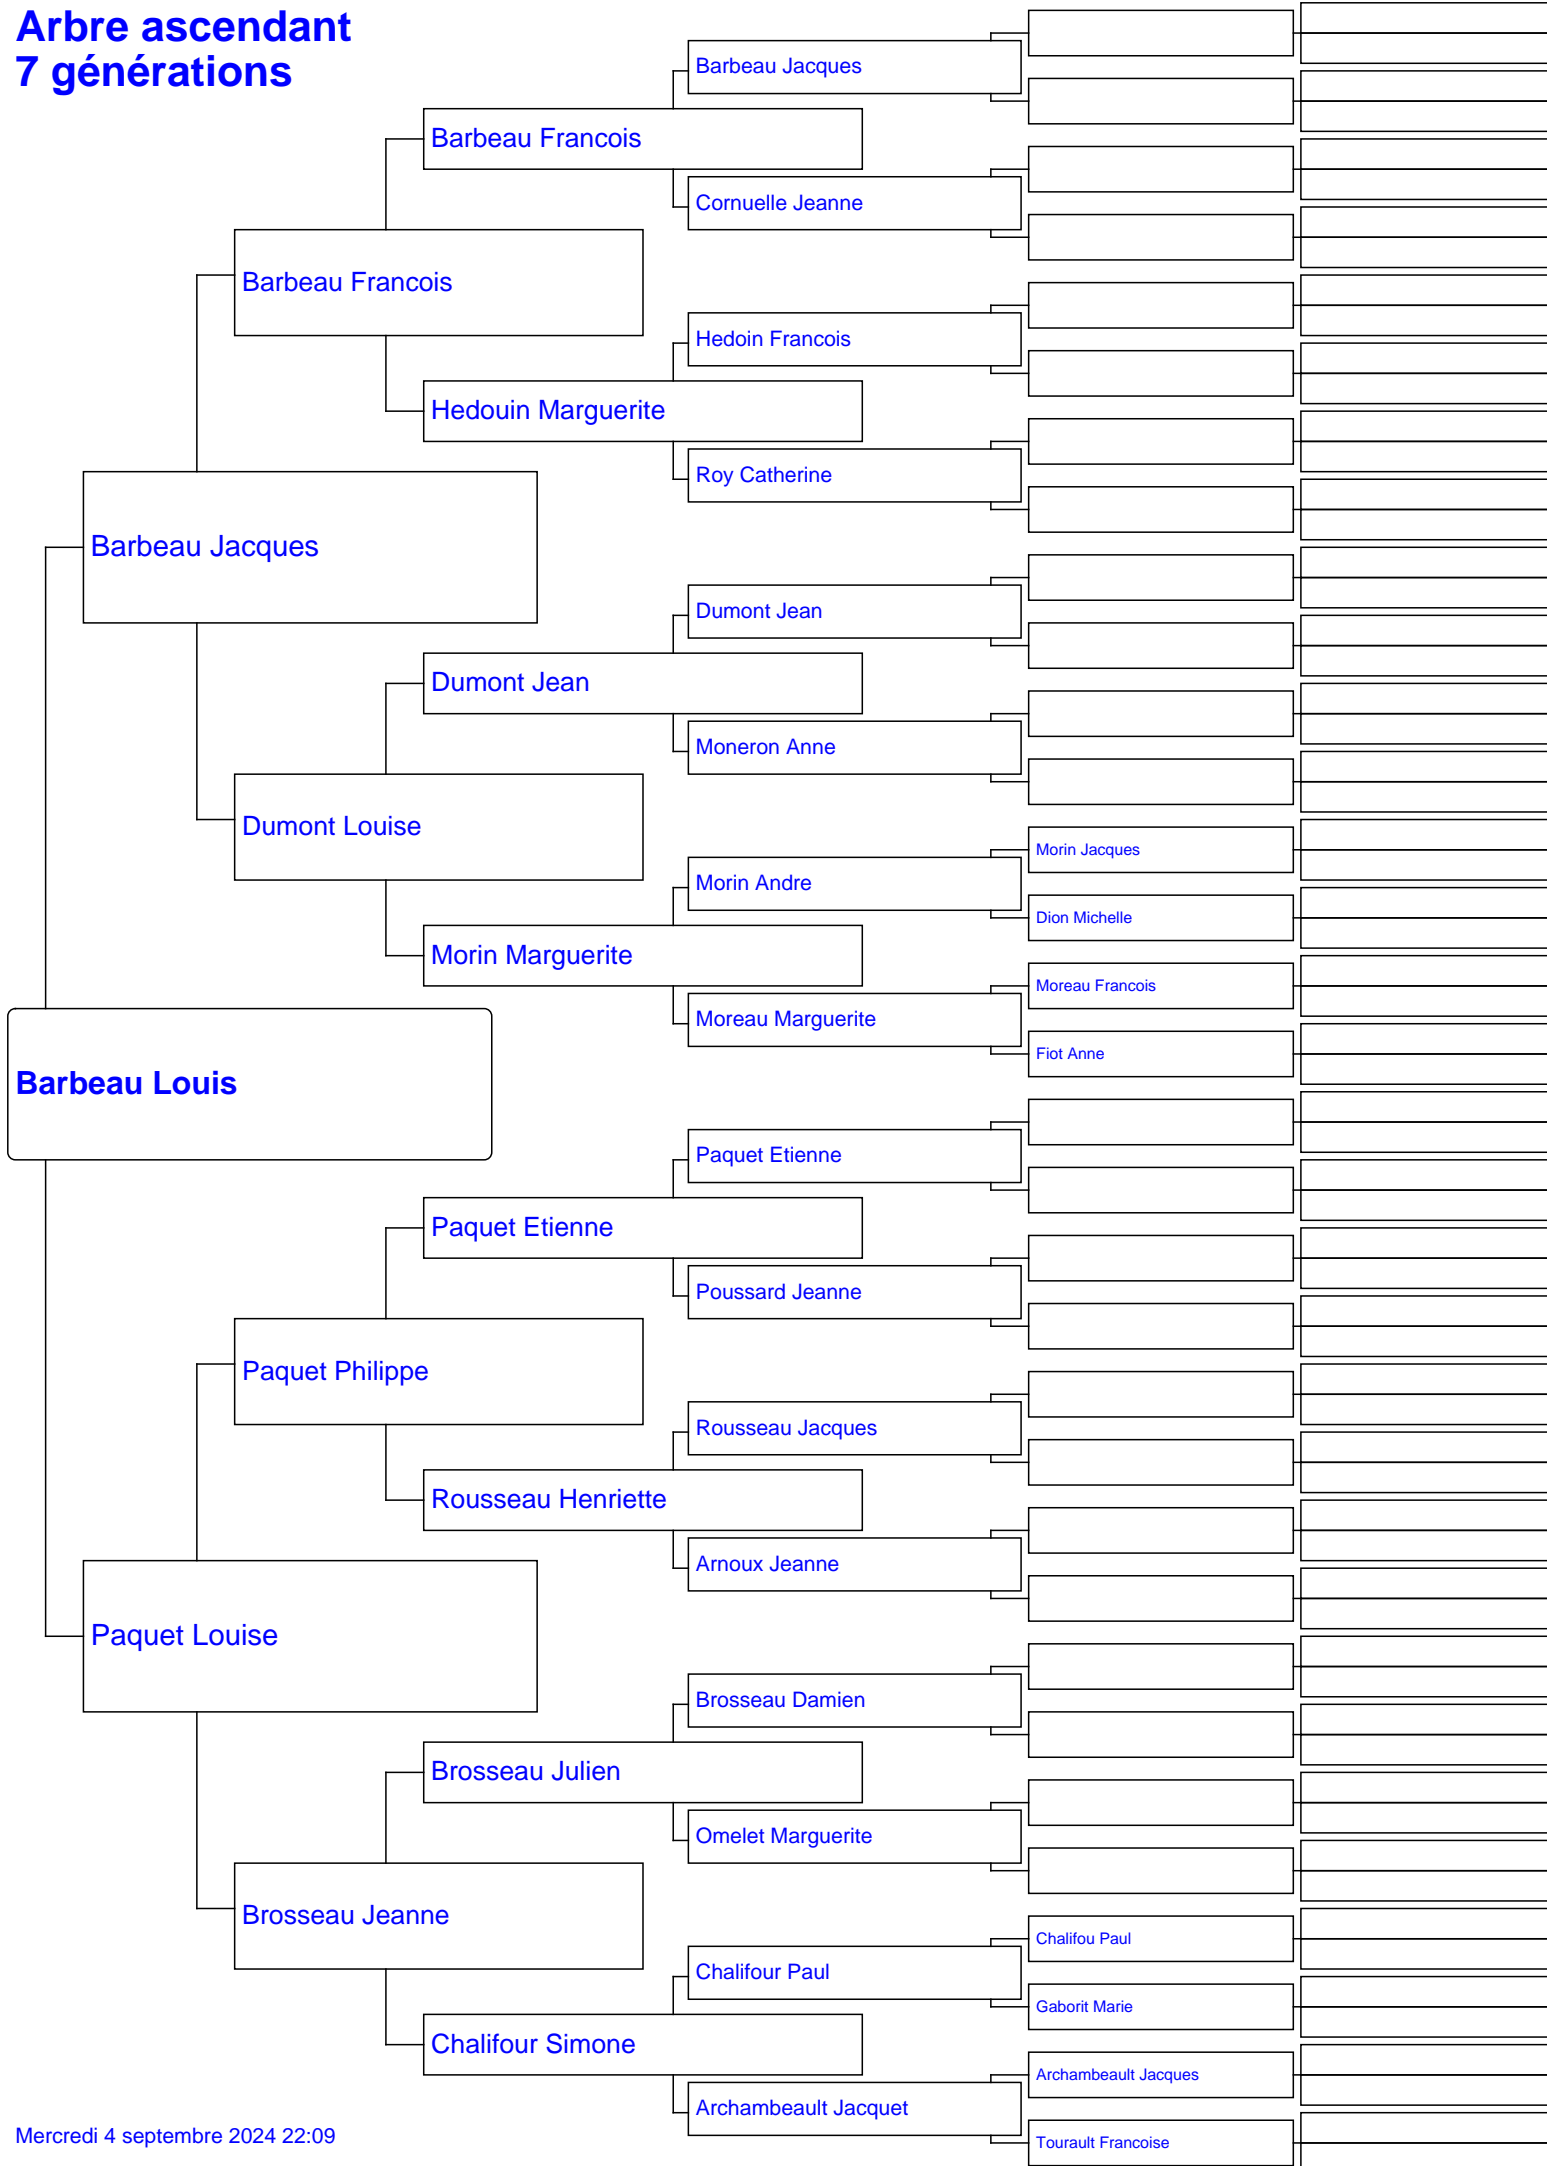 Arbre ascendant
7 générations
Barbeau Jacques
Barbeau Francois
Cornuelle Jeanne
Barbeau Francois
Hedoin Francois
Hedouin Marguerite
Roy Catherine
Barbeau Jacques
Dumont Jean
Dumont Jean
Moneron Anne
Dumont Louise
Morin Jacques
Morin Andre
Dion Michelle
Morin Marguerite
Moreau Francois
Moreau Marguerite
Fiot Anne
Barbeau Louis
Paquet Etienne
Paquet Etienne
Poussard Jeanne
Paquet Philippe
Rousseau Jacques
Rousseau Henriette
Arnoux Jeanne
Paquet Louise
Brosseau Damien
Brosseau Julien
Omelet Marguerite
Brosseau Jeanne
Chalifou Paul
Chalifour Paul
Gaborit Marie
Chalifour Simone
Archambeault Jacques
Archambeault Jacquet
Tourault Francoise
Mercredi 4 septembre 2024 22:09